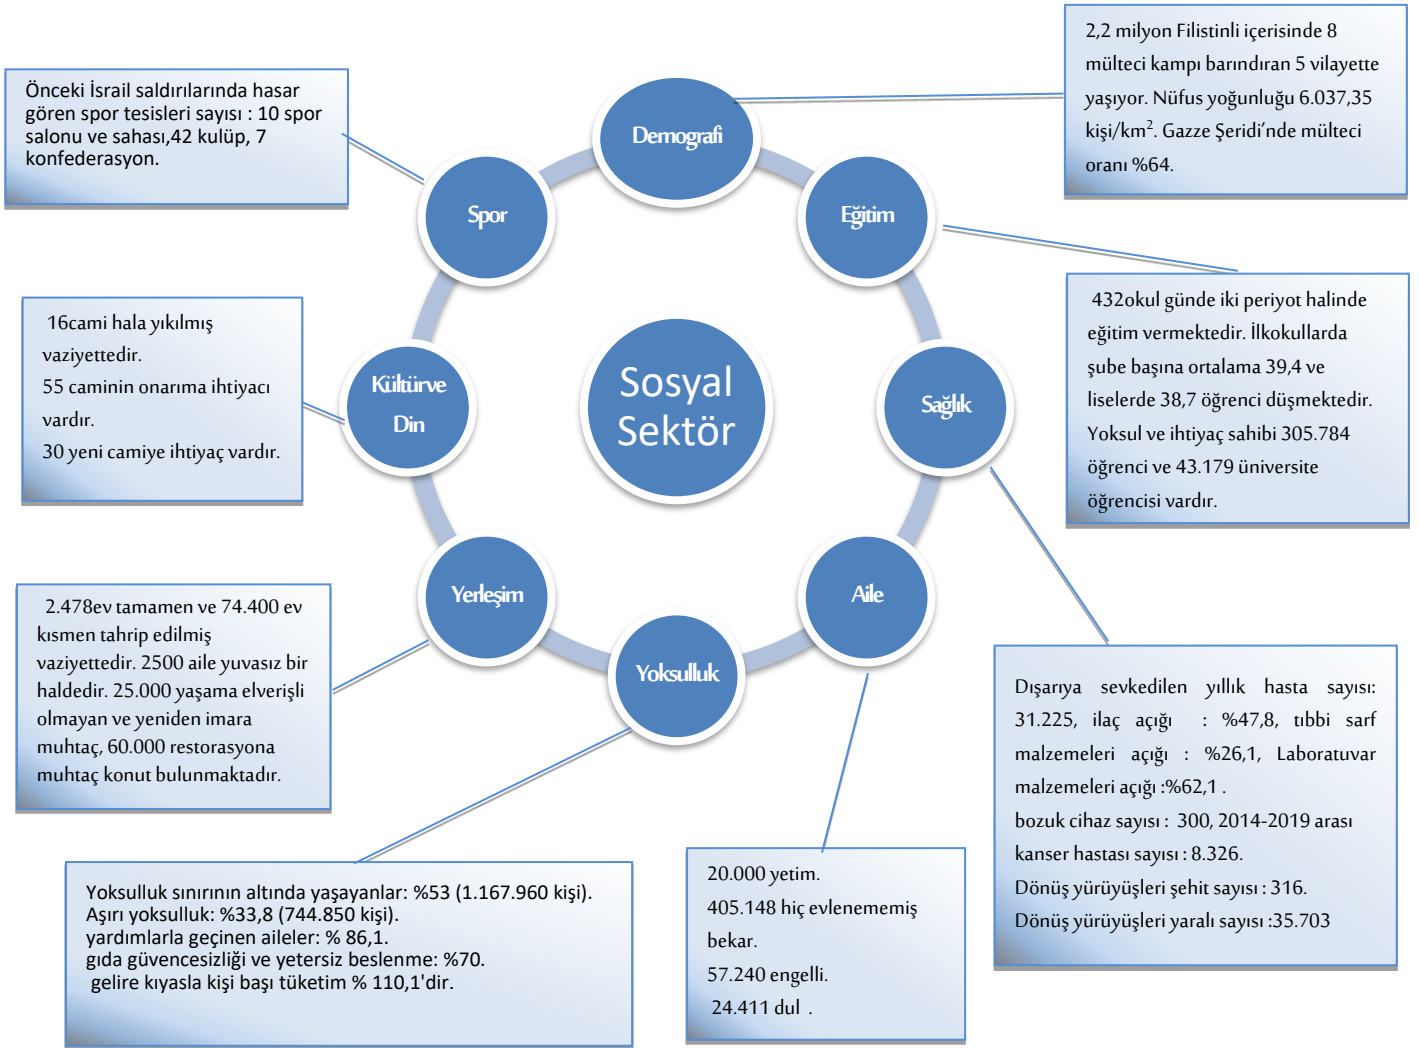 2,2 milyon Filistinli içerisinde 8
mülteci kampı barındıran 5 vilayette
yaşıyor. Nüfus yoğunluğu 6.037,35
kişi/km². Gazze Şeridi’nde mülteci
oranı %64.
Önceki İsrail saldırılarında hasar
gören spor tesisleri sayısı : 10 spor
salonu ve sahası,42 kulüp, 7
konfederasyon.
Demografi
Spor
Eğitim
432okul günde iki periyot halinde
eğitim vermektedir. İlkokullarda
şube başına ortalama 39,4 ve
liselerde 38,7 öğrenci düşmektedir.
Yoksul ve ihtiyaç sahibi 305.784
öğrenci ve 43.179 üniversite
öğrencisi vardır.
16cami hala yıkılmış
vaziyettedir.
55 caminin onarıma ihtiyacı
vardır.
30 yeni camiye ihtiyaç vardır.
Kültürve
Din
Sosyal
Sektör
Sağlık
Yerleşim
Aile
Yoksulluk
2.478ev tamamen ve 74.400 ev
kısmen tahrip edilmiş
vaziyettedir. 2500 aile yuvasız bir
haldedir. 25.000 yaşama elverişli
olmayan ve yeniden imara
muhtaç, 60.000 restorasyona
muhtaç konut bulunmaktadır.
Dışarıya sevkedilen yıllık hasta sayısı:
31.225, ilaç açığı : %47,8, tıbbi sarf
malzemeleri açığı : %26,1, Laboratuvar
malzemeleri açığı :%62,1 .
bozuk cihaz sayısı : 300, 2014-2019 arası
kanser hastası sayısı : 8.326.
Dönüş yürüyüşleri şehit sayısı : 316.
Dönüş yürüyüşleri yaralı sayısı :35.703
Yoksulluk sınırının altında yaşayanlar: %53 (1.167.960 kişi).
Aşırı yoksulluk: %33,8 (744.850 kişi).
yardımlarla geçinen aileler: % 86,1.
gıda güvencesizliği ve yetersiz beslenme: %70.
gelire kıyasla kişi başı tüketim % 110,1'dir.
20.000 yetim.
405.148 hiç evlenememiş
bekar.
57.240 engelli.
24.411 dul .